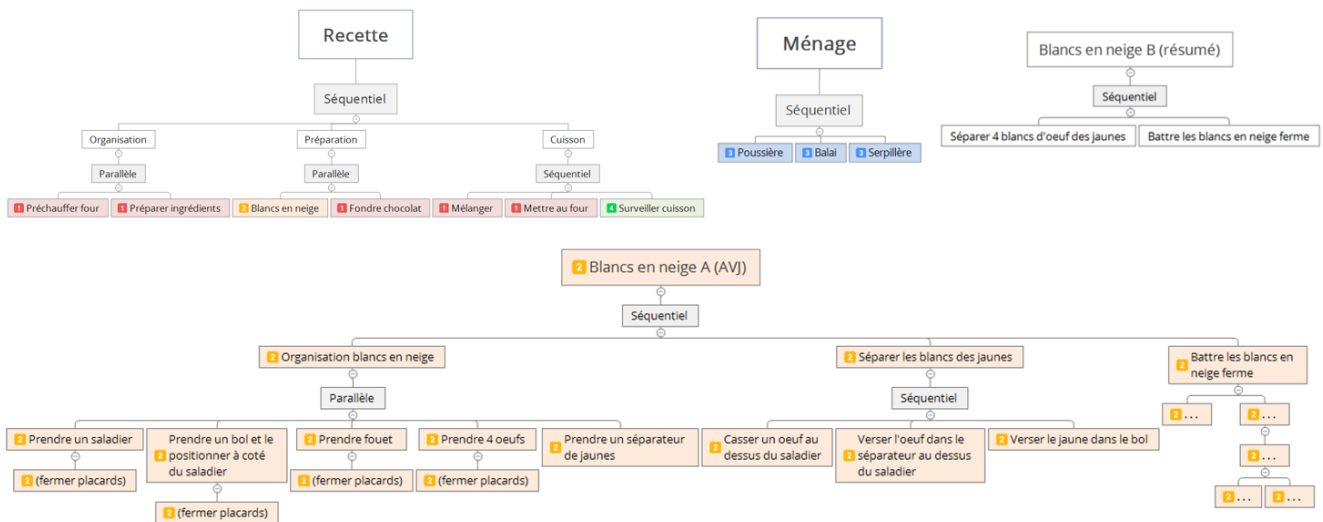 Recette
Séquentiel
Organisation
Préparation
Cuisson
Parallèle
Parallèle
Séquentiel
1 Préchauffer four
1 Préparer ingrédients
2 Blancs en neige
1 Fondre chocolat
1 Mélanger
1 Mettre au four
4 Surveiller cuisson
Ménage
Séquentiel
3 Poussière
3 Balai
3 Serpillère
Blancs en neige B (résumé)
Séquentiel
Séparer 4 blancs d'oeuf des jaunes
Battre les blancs en neige ferme
2 Blancs en neige A (AVJ)
Séquentiel
2 Organisation blancs en neige
2 Séparer les blancs des jaunes
2 Battre les blancs en
neige ferme
Parallèle
Séquentiel
2 ...
2 ...
2 Prendre un saladier
2 Prendre un bol et le
positionner à coté
du saladier
2 Prendre fouet
2 Prendre 4 oeufs
2 Prendre un séparateur
de jaunes
2 Casser un oeuf au
dessus du saladier
2 Verser l'oeuf dans le
séparateur au dessus
du saladier
2 Verser le jaune dans le bol
2 ...
2 (fermer placards)
2 (fermer placards)
2 (fermer placards)
2 (fermer placards)
2 ...
2 ...